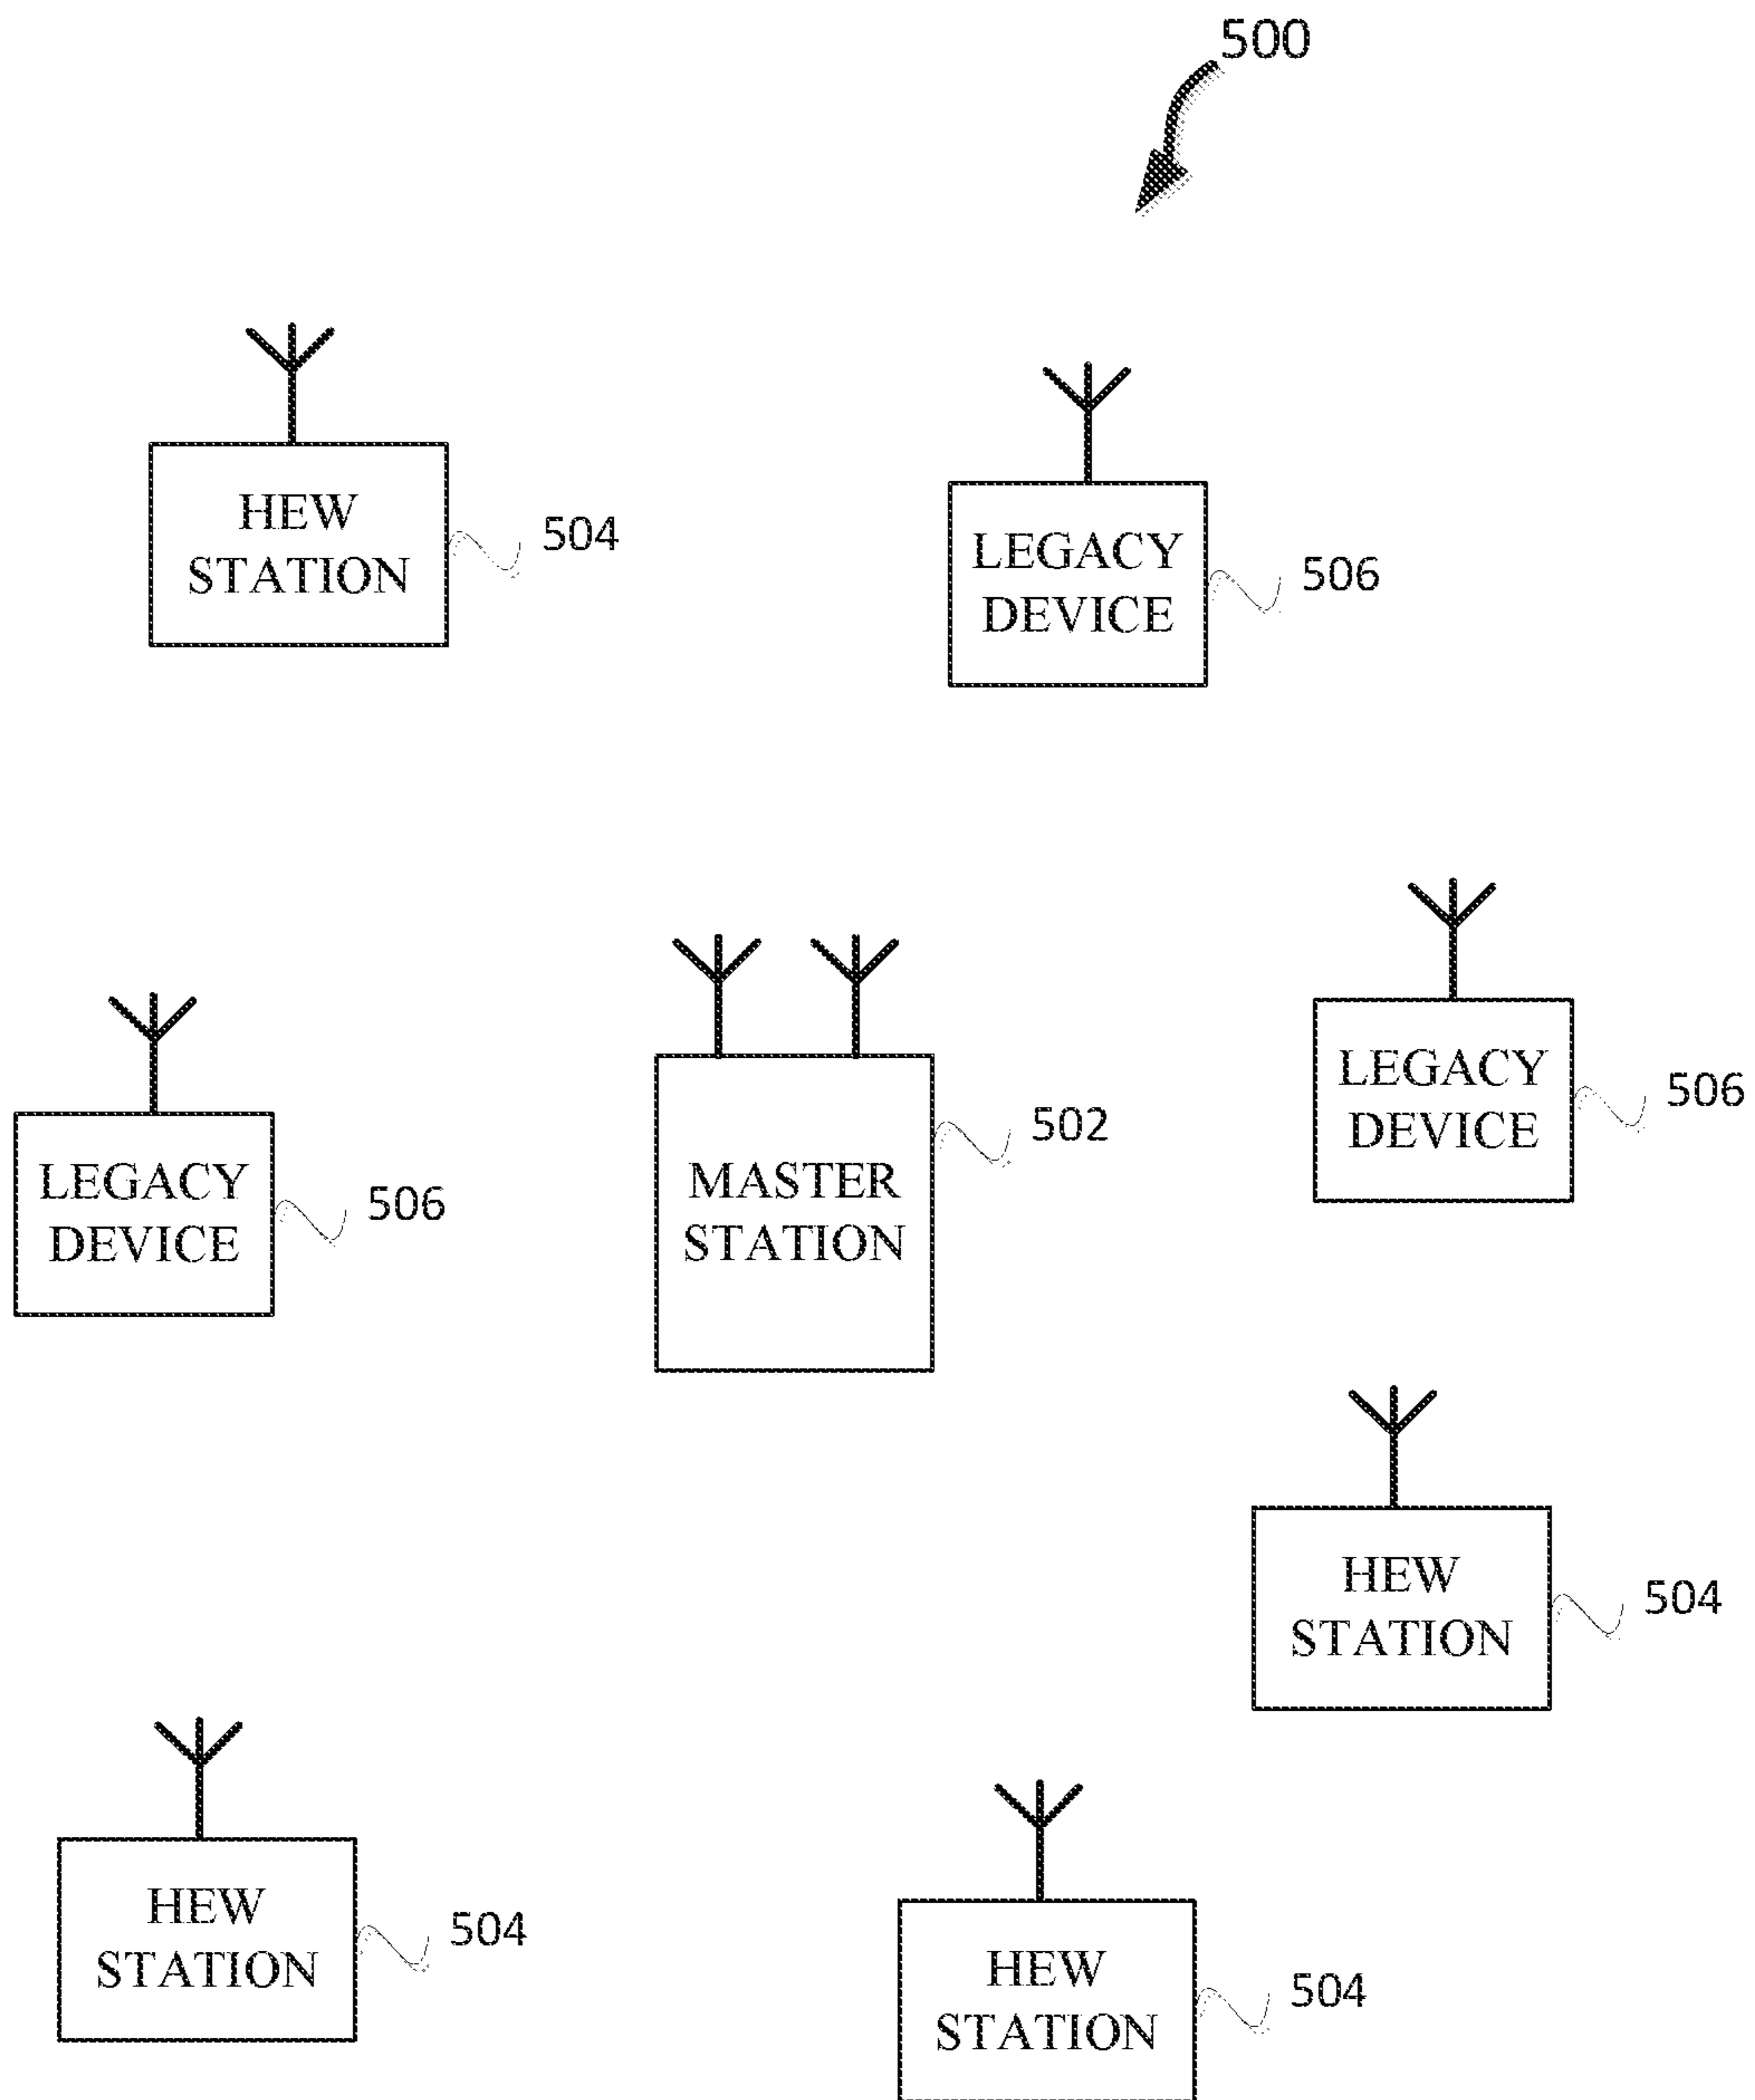 500
HEW
STATION
504
LEGACY
DEVICE
506
LEGACY
DEVICE
506
MASTER
STATION
502
LEGACY
DEVICE
506
HEW
STATION
504
HEW
STATION
504
HEW
STATION
504